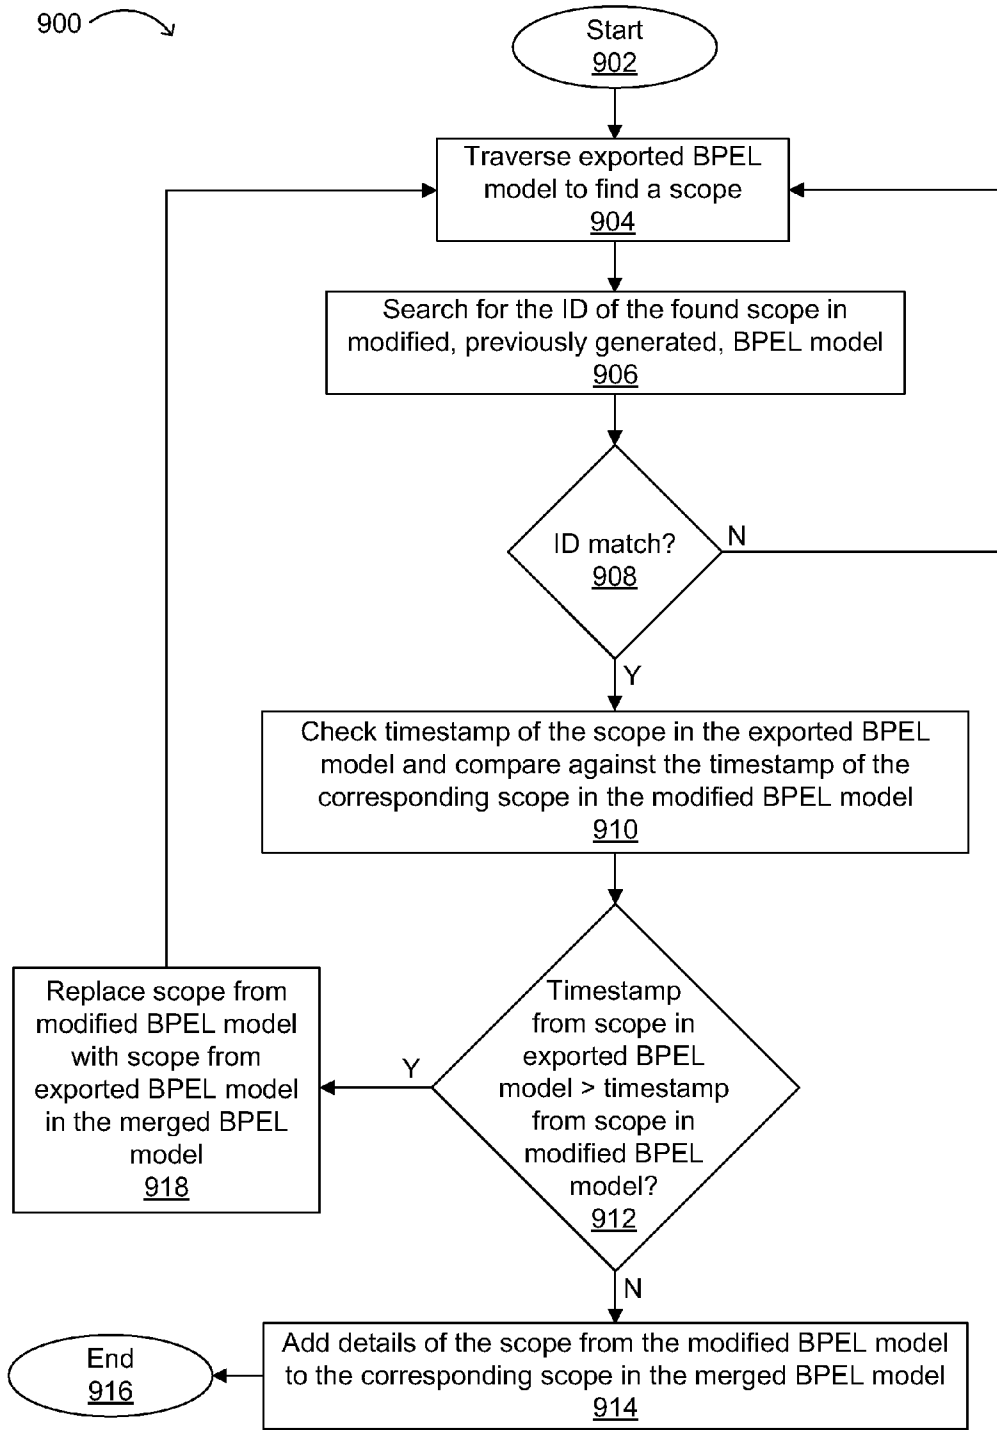 900
Start
902
Traverse exported BPEL
model to find a scope
904
Search for the ID of the found scope in
modified, previously generated, BPEL model
906
ID match?
908
N
Y
Check timestamp of the scope in the exported BPEL
model and compare against the timestamp of the
corresponding scope in the modified BPEL model
910
Timestamp
from scope in
exported BPEL
model > timestamp
from scope in
modified BPEL
model?
912
Y
Replace scope from
modified BPEL model
with scope from
exported BPEL model
in the merged BPEL
model
918
N
Add details of the scope from the modified BPEL model
to the corresponding scope in the merged BPEL model
914
End
916